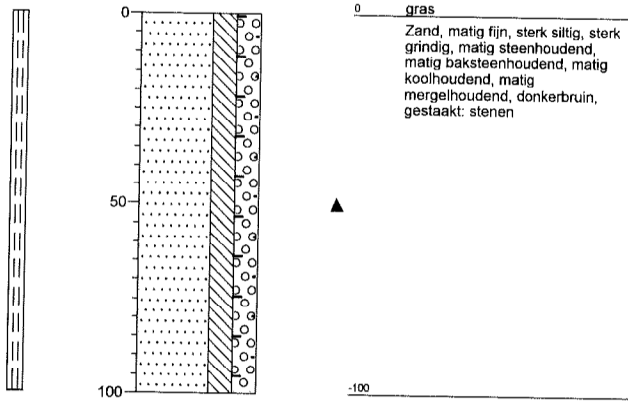 0
50
100
0 gras
Zand, matig fijn, sterk siltig, sterk
grindig, matig steenhoudend,
matig baksteenhoudend, matig
koolhoudend, matig
mergelhoudend, donkerbruin,
gestaakt: stenen
-100